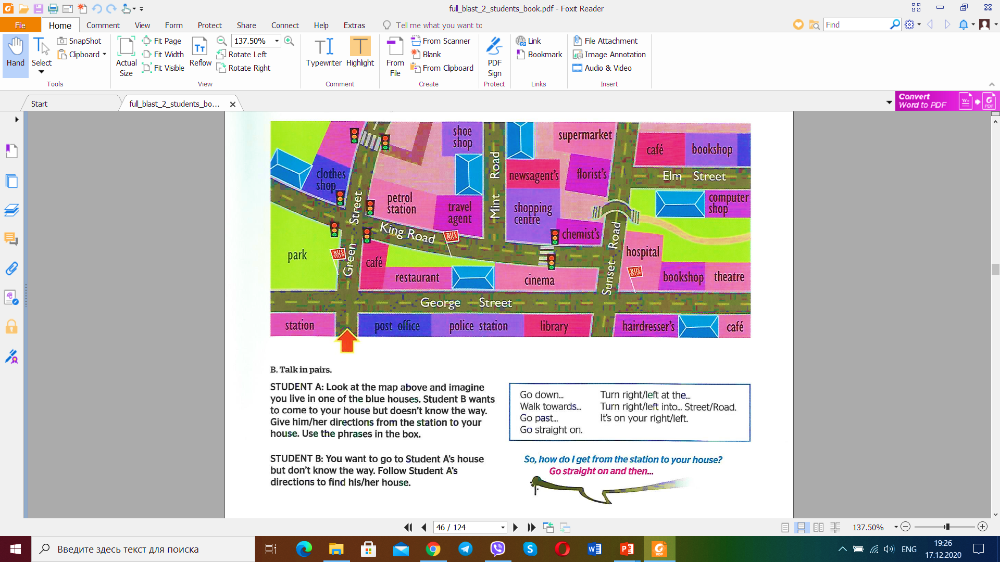 full_blast_2_students_book.pdf - Foxit Reader
File Home Comment View Form Protect Share Connect Help Extras Tell me what you want to
Find
Hand
Select
SnapShot
Clipboard
Tools
Actual Size
Fit Page
Fit Width
Fit Visible
Reflow
137.50%
Rotate Left
Rotate Right
View
Typewriter
Highlight
Comment
From File
From Scanner
Blank
From Clipboard
Create
PDF Sign
Protect
Link
Bookmark
Links
File Attachment
Image Annotation
Audio & Video
Insert
Start
full_blast_2_students_bo...
Convert
Word to PDF
shoe
shop
supermarket
café
bookshop
clothes
shop
Mint Road
newsagent's
florist's
Elm Street
petrol
station
travel
agent
shopping
centre
computer
shop
Green Street
King Road
BUS STOP
chemist's
Sunset Road
hospital
park
BUS STOP
café
restaurant
cinema
BUS STOP
bookshop
theatre
George Street
station
post office
police station
library
hairdresser's
café
B. Talk in pairs.
STUDENT A: Look at the map above and imagine
you live in one of the blue houses. Student B wants
to come to your house but doesn't know the way.
Give him/her directions from the station to your
house. Use the phrases in the box.
Go down...
Walk towards...
Go past...
Go straight on.
Turn right/left at the...
Turn right/left into... Street/Road.
It's on your right/left.
STUDENT B: You want to go to Student A's house
but don't know the way. Follow Student A's
directions to find his/her house.
So, how do I get from the station to your house?
Go straight on and then...
46 / 124
137.50%
Введите здесь текст для поиска
ENG
19:26
17.12.2020